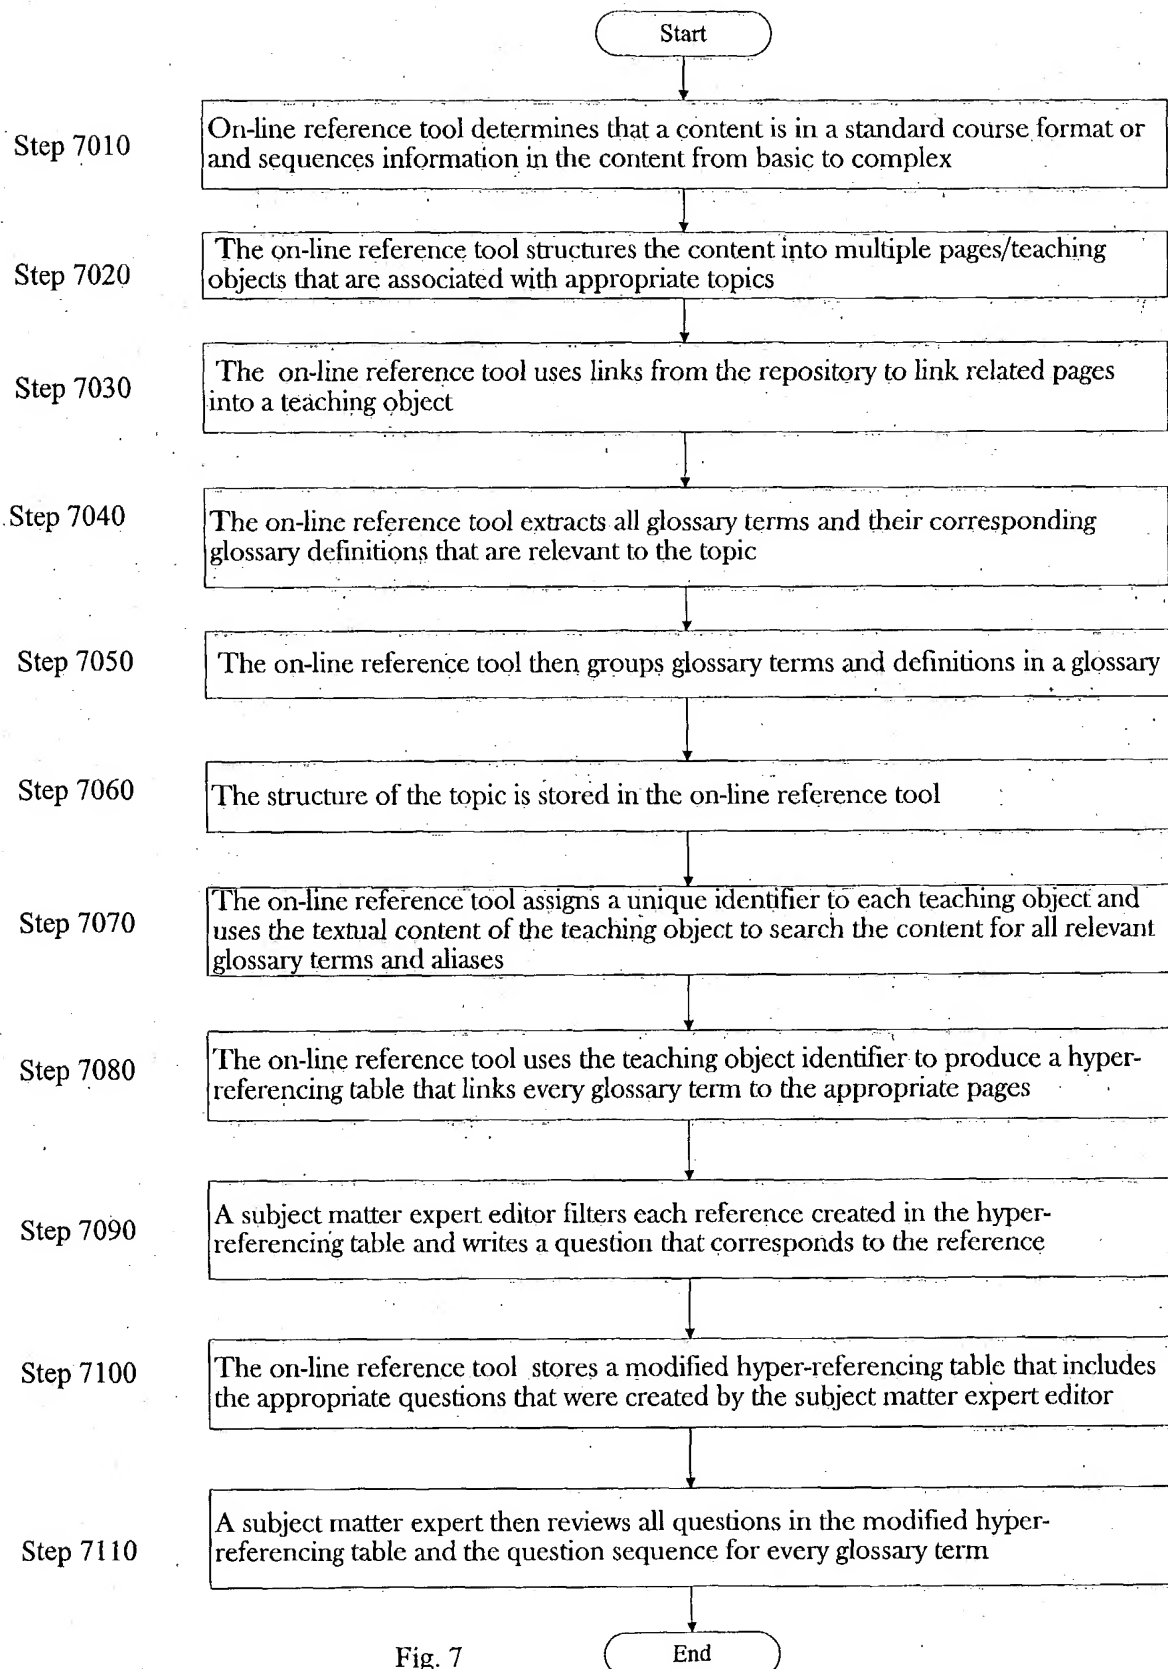 Start
Step 7010
On-line reference tool determines that a content is in a standard course format or
and sequences information in the content from basic to complex
Step 7020
The on-line reference tool structures the content into multiple pages/teaching
objects that are associated with appropriate topics
Step 7030
The on-line reference tool uses links from the repository to link related pages
into a teaching object
Step 7040
The on-line reference tool extracts all glossary terms and their corresponding
glossary definitions that are relevant to the topic
Step 7050
The on-line reference tool then groups glossary terms and definitions in a glossary
Step 7060
The structure of the topic is stored in the on-line reference tool
Step 7070
The on-line reference tool assigns a unique identifier to each teaching object and
uses the textual content of the teaching object to search the content for all relevant
glossary terms and aliases
Step 7080
The on-line reference tool uses the teaching object identifier to produce a hyper-
referencing table that links every glossary term to the appropriate pages
Step 7090
A subject matter expert editor filters each reference created in the hyper-
referencing table and writes a question that corresponds to the reference
Step 7100
The on-line reference tool stores a modified hyper-referencing table that includes
the appropriate questions that were created by the subject matter expert editor
Step 7110
A subject matter expert then reviews all questions in the modified hyper-
referencing table and the question sequence for every glossary term
Fig. 7
End